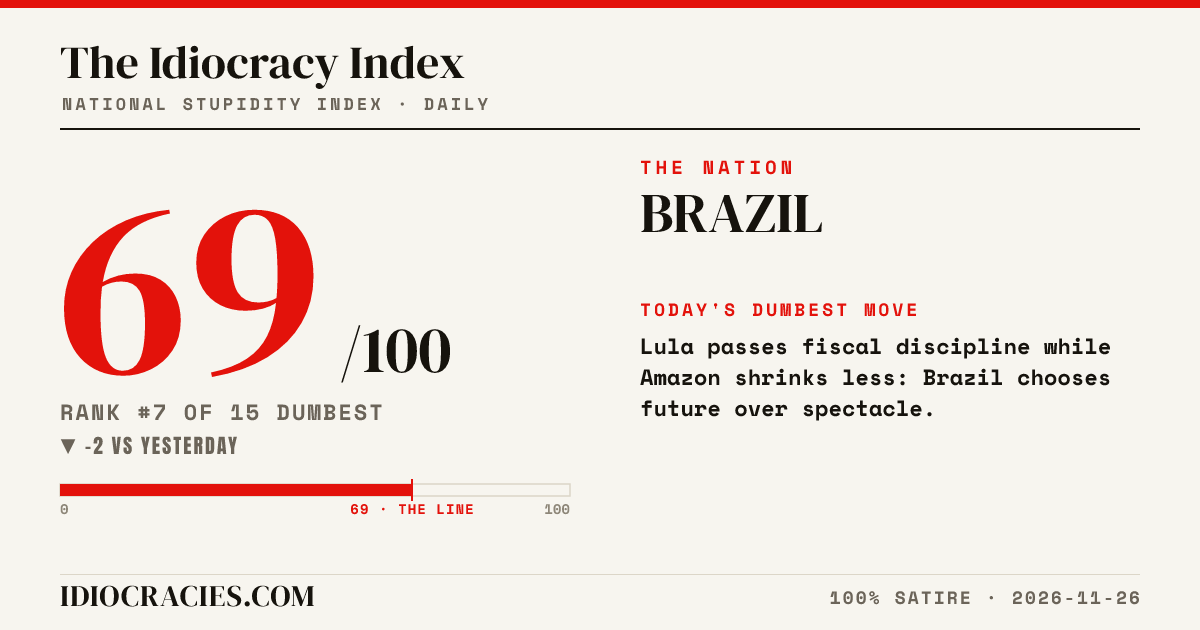 The Idiocracy Index
NATIONAL STUPIDITY INDEX · DAILY
69/100
RANK #7 OF 15 DUMBEST
▼ -2 VS YESTERDAY
0
69 · THE LINE
100
THE NATION
BRAZIL
TODAY'S DUMBEST MOVE
Lula passes fiscal discipline while
Amazon shrinks less: Brazil chooses
future over spectacle.
IDIOCRACIES.COM
100% SATIRE · 2026-11-26